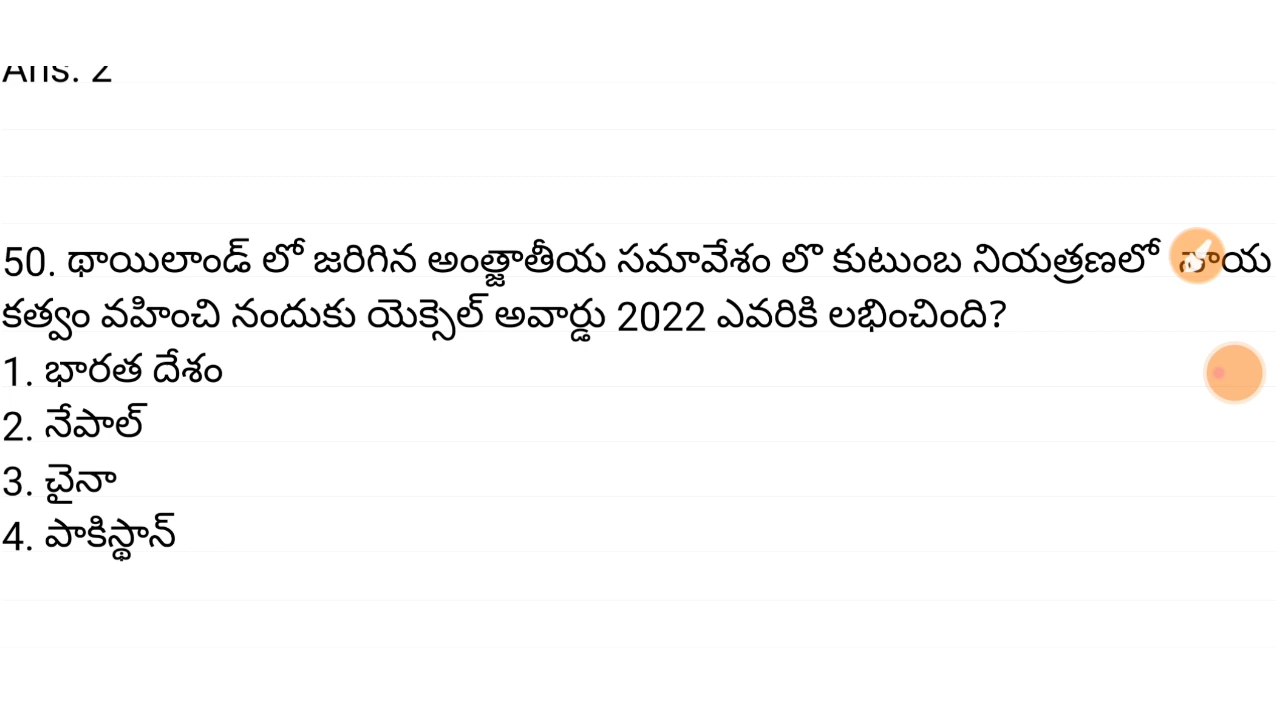 Ans. 2
50. థాయిలాండ్ లో జరిగిన అంత్జాతీయ సమావేశం లొ కుటుంబ నియత్రణలో
కత్వం వహించి నందుకు యెక్సెల్ అవార్డు 2022 ఎవరికి లభించింది?
1. భారత దేశం
2. నేపాల్
3. చైనా
4. పాకిస్థాన్